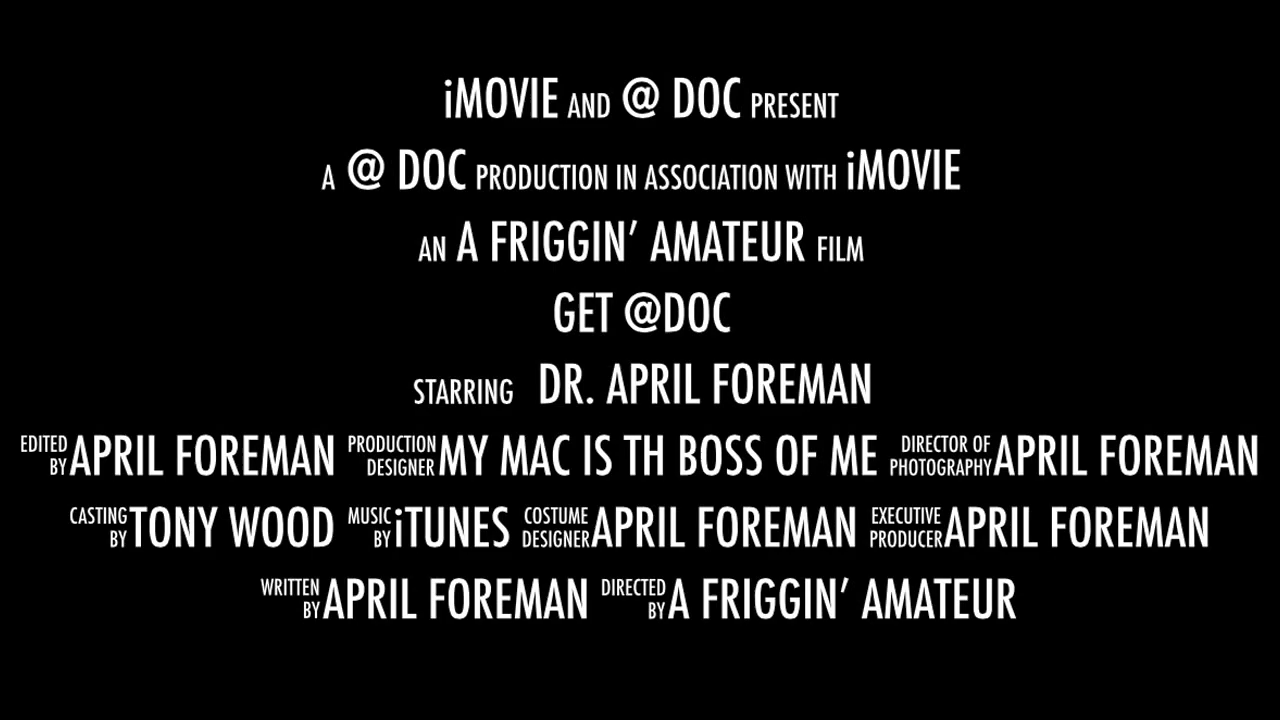 iMOVIE AND @ DOC PRESENT
A @ DOC PRODUCTION IN ASSOCIATION WITH iMOVIE
AN A FRIGGIN’ AMATEUR FILM
GET @DOC
STARRING DR. APRIL FOREMAN
EDITED BY APRIL FOREMAN PRODUCTION DESIGNER MY MAC IS TH BOSS OF ME DIRECTOR OF PHOTOGRAPHY APRIL FOREMAN
CASTING BY TONY WOOD MUSIC BY iTUNES COSTUME DESIGNER APRIL FOREMAN EXECUTIVE PRODUCER APRIL FOREMAN
WRITTEN BY APRIL FOREMAN DIRECTED BY A FRIGGIN’ AMATEUR